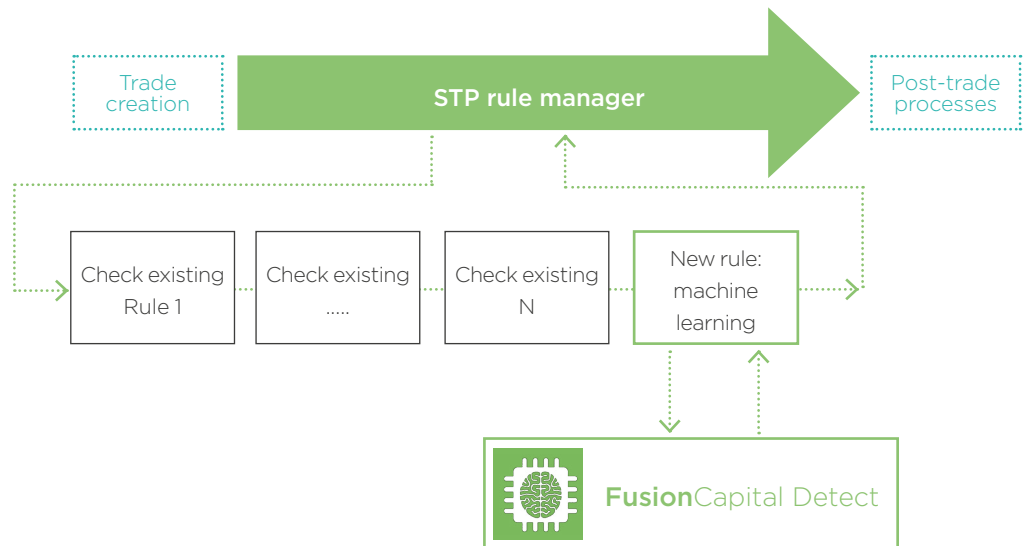 Trade
creation
STP rule manager
Post-trade
processes
Check existing
Rule 1
Check existing
.....
Check existing
N
New rule:
machine
learning
FusionCapital Detect